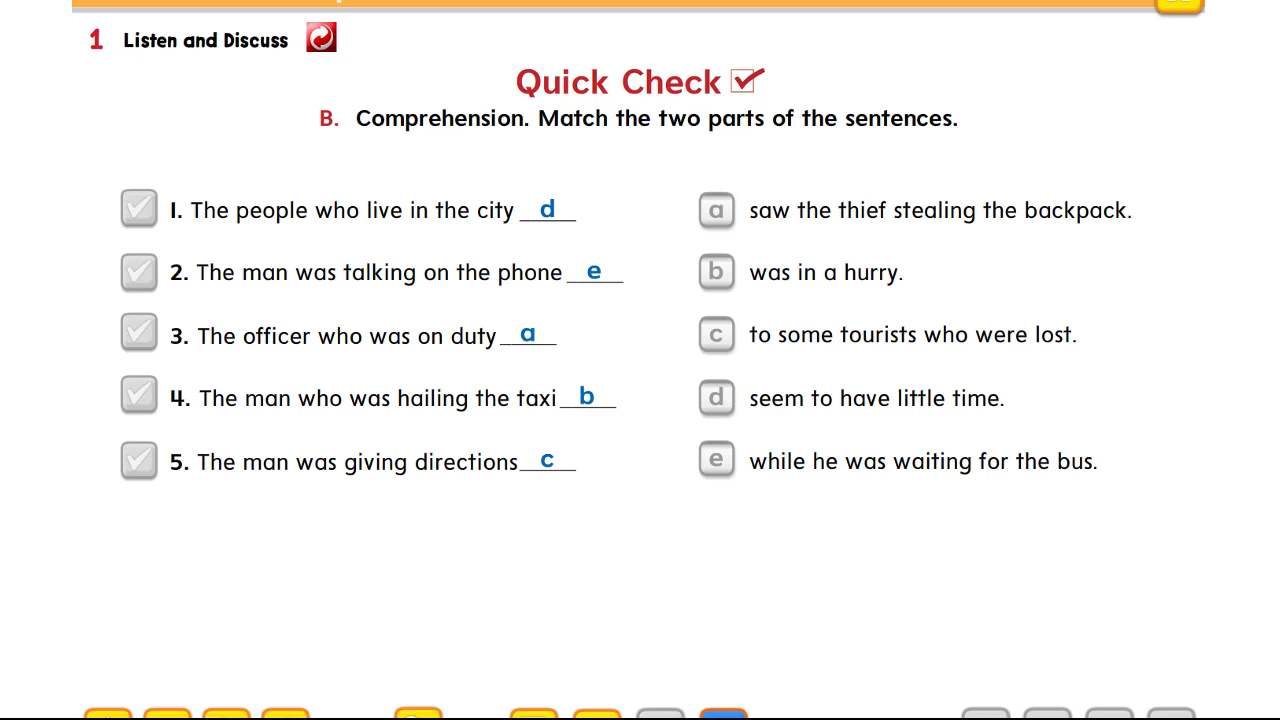 1 Listen and Discuss
Quick Check
B. Comprehension. Match the two parts of the sentences.
1. The people who live in the city d
a saw the thief stealing the backpack.
2. The man was talking on the phone e
b was in a hurry.
3. The officer who was on duty a
c to some tourists who were lost.
4. The man who was hailing the taxi b
d seem to have little time.
5. The man was giving directions c
e while he was waiting for the bus.